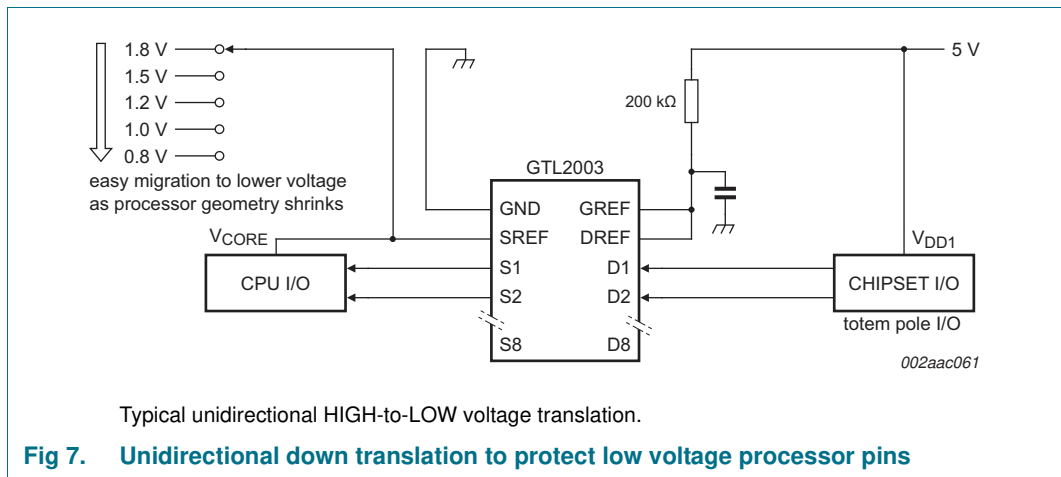 1.8 V
5 V
1.5 V
1.2 V
200 kΩ
1.0 V
0.8 V
easy migration to lower voltage
as processor geometry shrinks
GTL2003
GND GREF
VCORE SREF DREF VDD1
CPU I/O S1 D1 CHIPSET I/O
S2 D2
totem pole I/O
S8 D8
002aac061
Typical unidirectional HIGH-to-LOW voltage translation.
Fig 7. Unidirectional down translation to protect low voltage processor pins